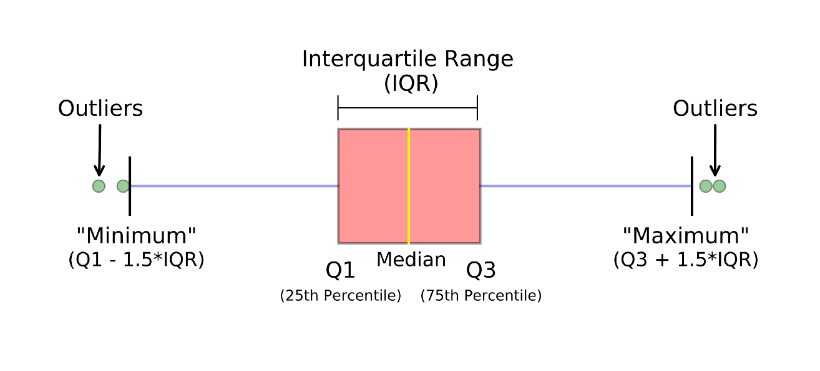 Interquartile Range
(IQR)
Outliers
Outliers
"Minimum"
(Q1 - 1.5*IQR)
"Maximum"
(Q3 + 1.5*IQR)
Q1
Median
Q3
(25th Percentile)
(75th Percentile)